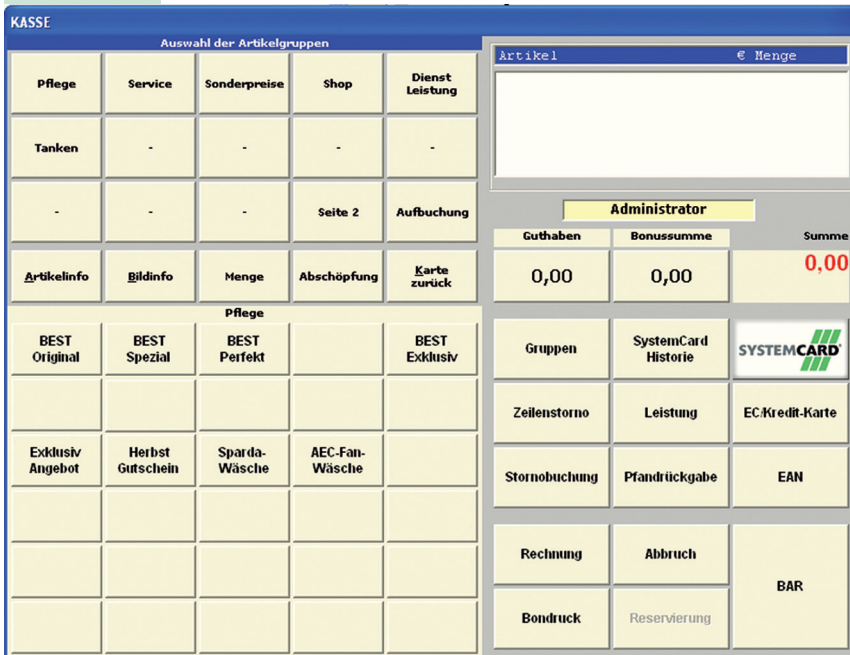 KASSE
Auswahl der Artikelgruppen
Pflege
Service
Sonderpreise
Shop
Dienst
Leistung
Tanken
-
-
-
-
-
-
-
Seite 2
Aufbuchung
Artikelinfo
Bildinfo
Menge
Abschöpfung
Karte
zurück
Pflege
BEST
Original
BEST
Spezial
BEST
Perfekt
BEST
Exklusiv
Exklusiv
Angebot
Herbst
Gutschein
Sparda-
Wäsche
AEC-Fan-
Wäsche
Artikel € Menge
Administrator
Guthaben
Bonussumme
Summe
0,00
0,00
0,00
Gruppen
SystemCard
Historie
SYSTEMCARD
Zeilenstorno
Leistung
EC/Kredit-Karte
Stornobuchung
Pfandrückgabe
EAN
Rechnung
Abbruch
BAR
Bondruck
Reservierung